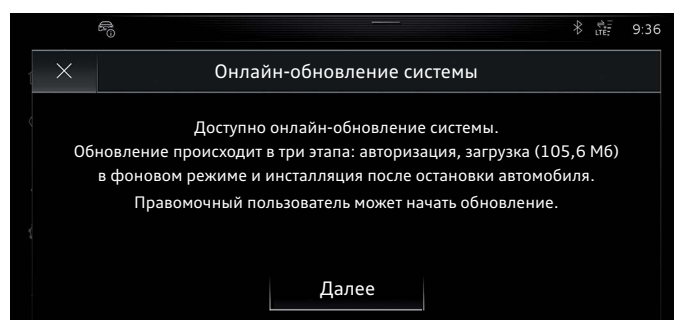 LTE 9:36
Онлайн-обновление системы
Доступно онлайн-обновление системы.
Обновление происходит в три этапа: авторизация, загрузка (105,6 Мб)
в фоновом режиме и инсталляция после остановки автомобиля.
Правомочный пользователь может начать обновление.
Далее